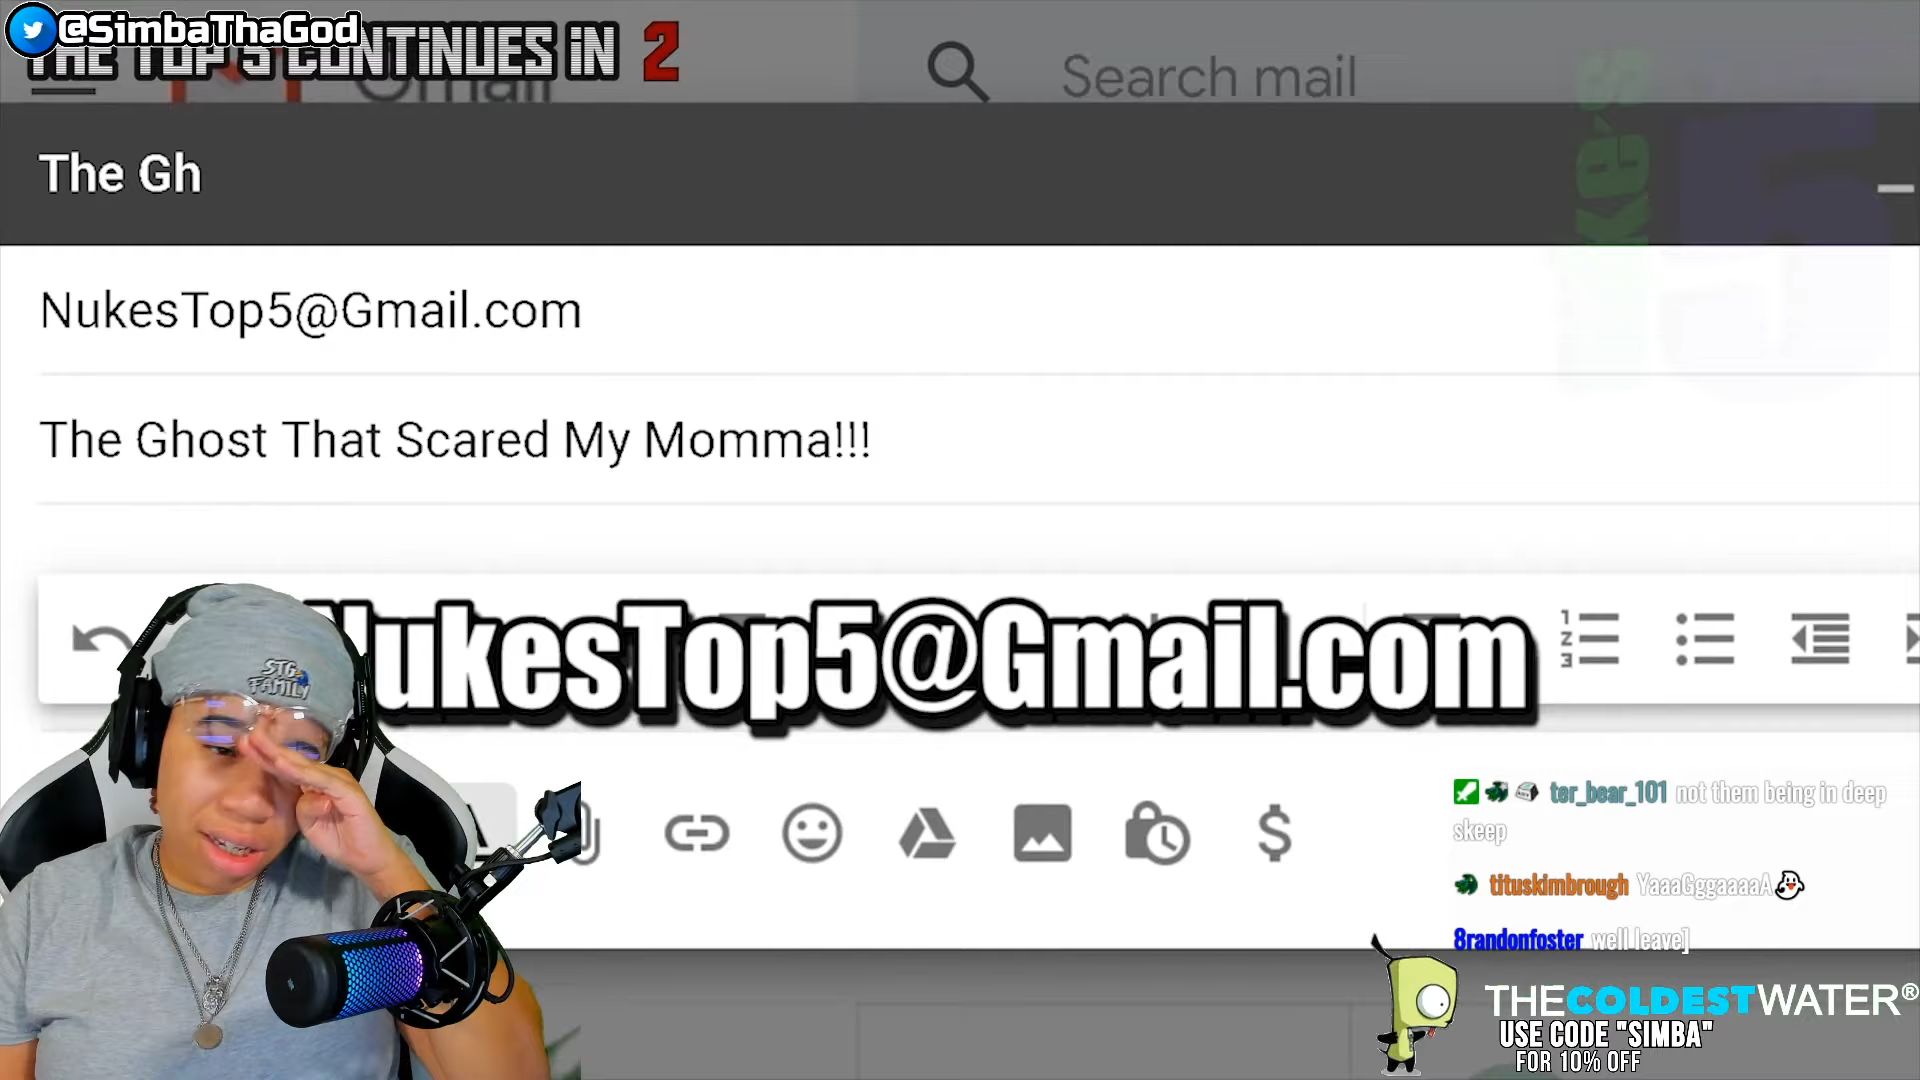 @SimbaThaGod
THE TOP 5 CONTINUES IN 2
Gmail
Search mail
The Gh
NukesTop5@Gmail.com
The Ghost That Scared My Momma!!!
NukesTop5@Gmail.com
STG
FAMILY
ter_bear_101 not them being in deep
skeep
tituskimbrough YaaaGggaaaaA
8randonfoster well leave]
THECOLDESTWATER®
USE CODE "SIMBA"
FOR 10% OFF